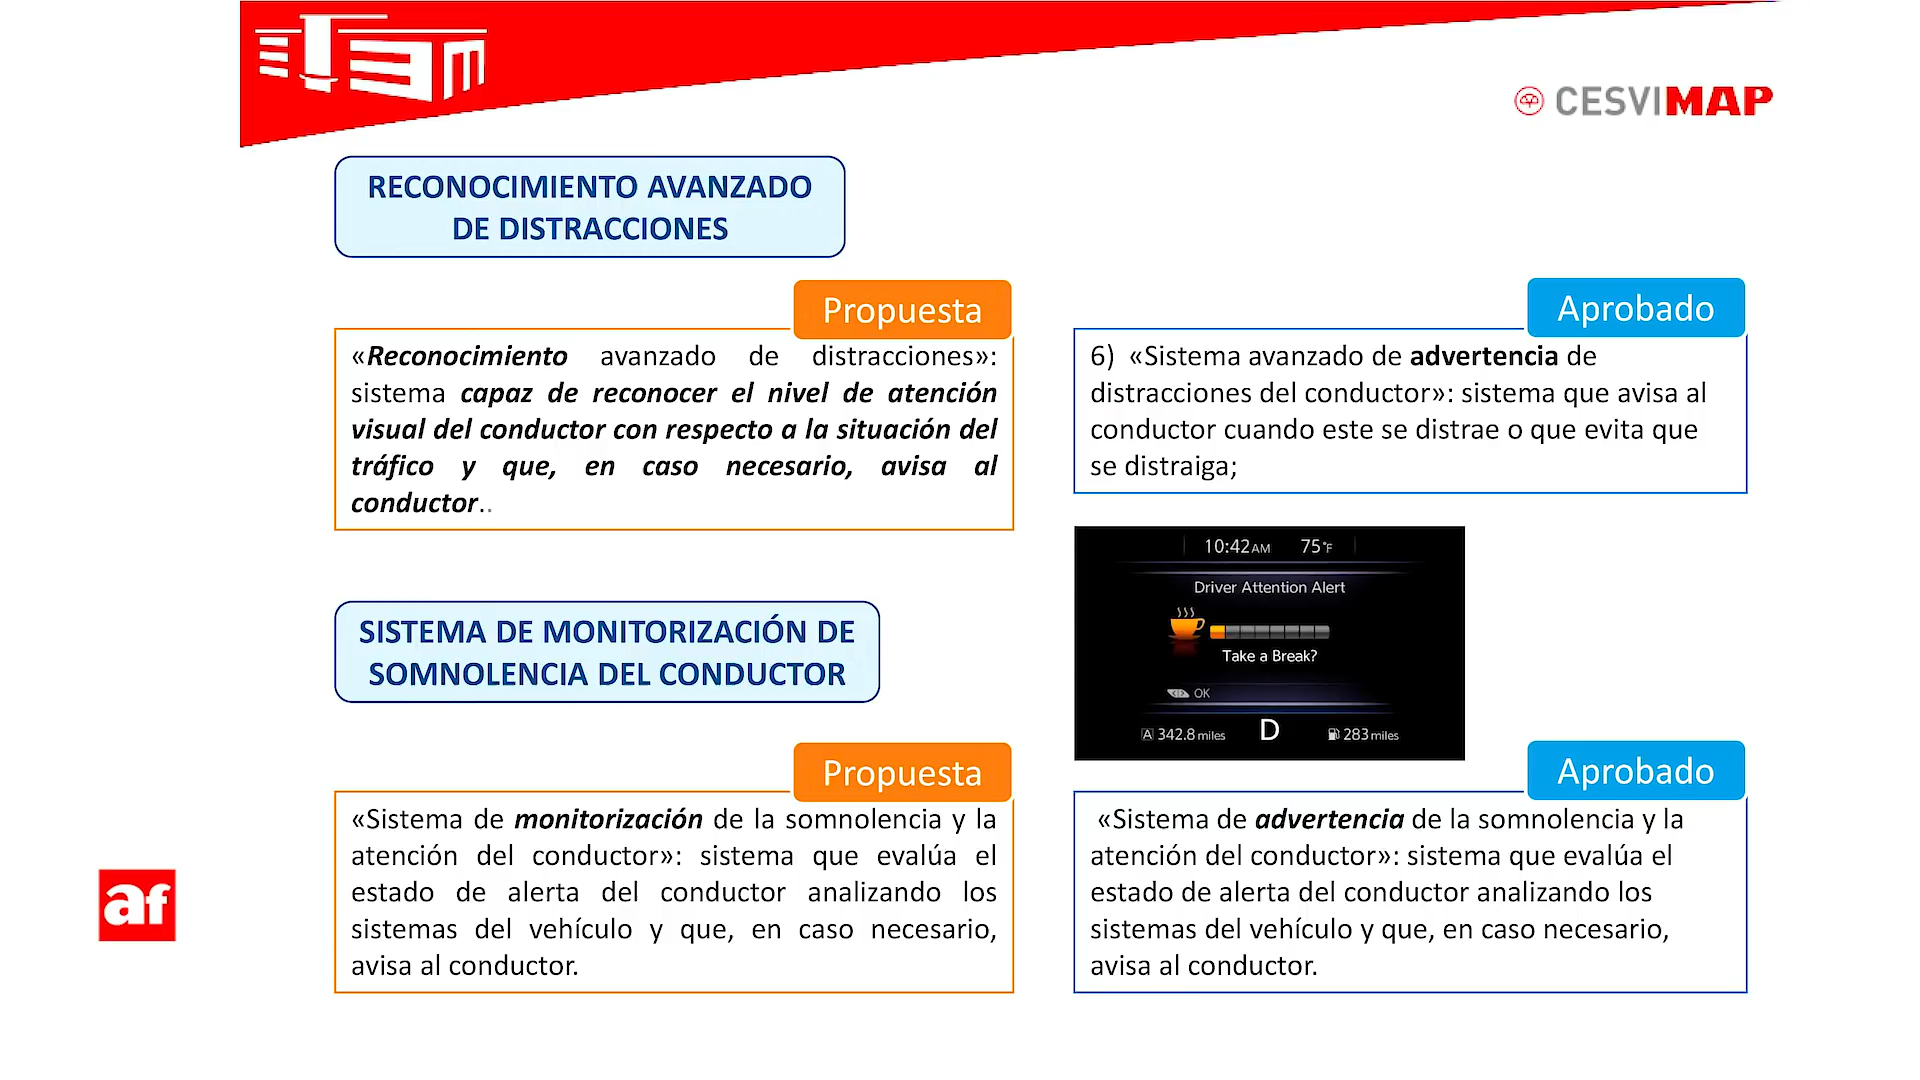 CESVIMAP
RECONOCIMIENTO AVANZADO
DE DISTRACCIONES
Propuesta
«Reconocimiento avanzado de distracciones»:
sistema capaz de reconocer el nivel de atención
visual del conductor con respecto a la situación del
tráfico y que, en caso necesario, avisa al
conductor..
Aprobado
6) «Sistema avanzado de advertencia de
distracciones del conductor»: sistema que avisa al
conductor cuando este se distrae o que evita que
se distraiga;
10:42AM 75°F
Driver Attention Alert
Take a Break?
OK
A 342.8 miles D 283 miles
SISTEMA DE MONITORIZACIÓN DE
SOMNOLENCIA DEL CONDUCTOR
Propuesta
«Sistema de monitorización de la somnolencia y la
atención del conductor»: sistema que evalúa el
estado de alerta del conductor analizando los
sistemas del vehículo y que, en caso necesario,
avisa al conductor.
Aprobado
«Sistema de advertencia de la somnolencia y la
atención del conductor»: sistema que evalúa el
estado de alerta del conductor analizando los
sistemas del vehículo y que, en caso necesario,
avisa al conductor.
af